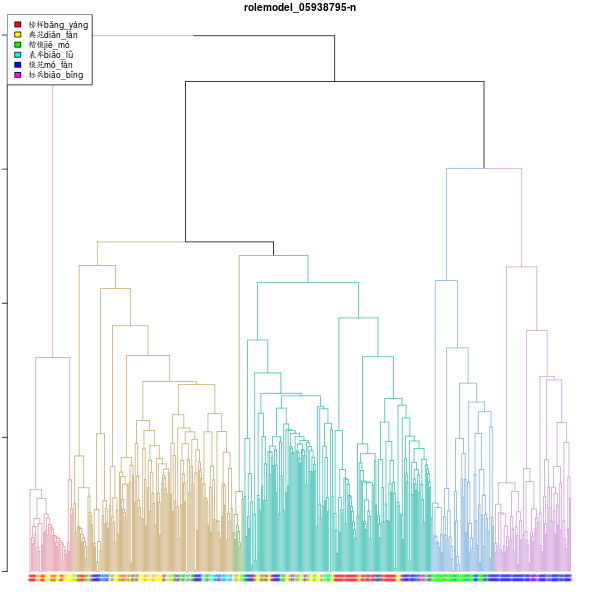 rolemodel_05938795-n
榜样bǎng_yáng
典范diǎn_fàn
楷模jiē_mó
表率biǎo_lǜ
模范mó_fàn
标兵biāo_bīng